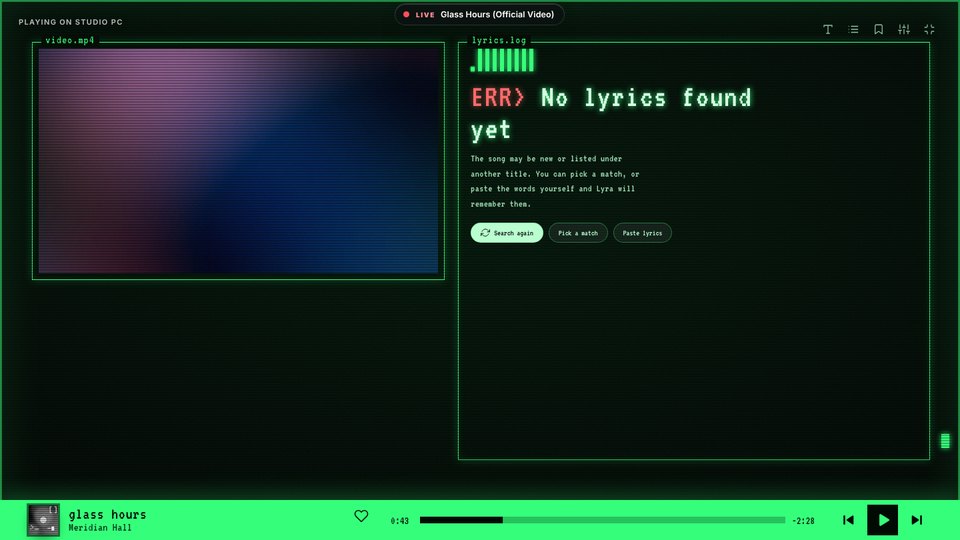 LIVE Glass Hours (Official Video)
PLAYING ON STUDIO PC
video.mp4
lyrics.log
ERR> No lyrics found
yet
The song may be new or listed under
another title. You can pick a match, or
paste the words yourself and Lyra will
remember them.
Search again
Pick a match
Paste lyrics
glass hours
Meridian Hall
0:43
-2:28